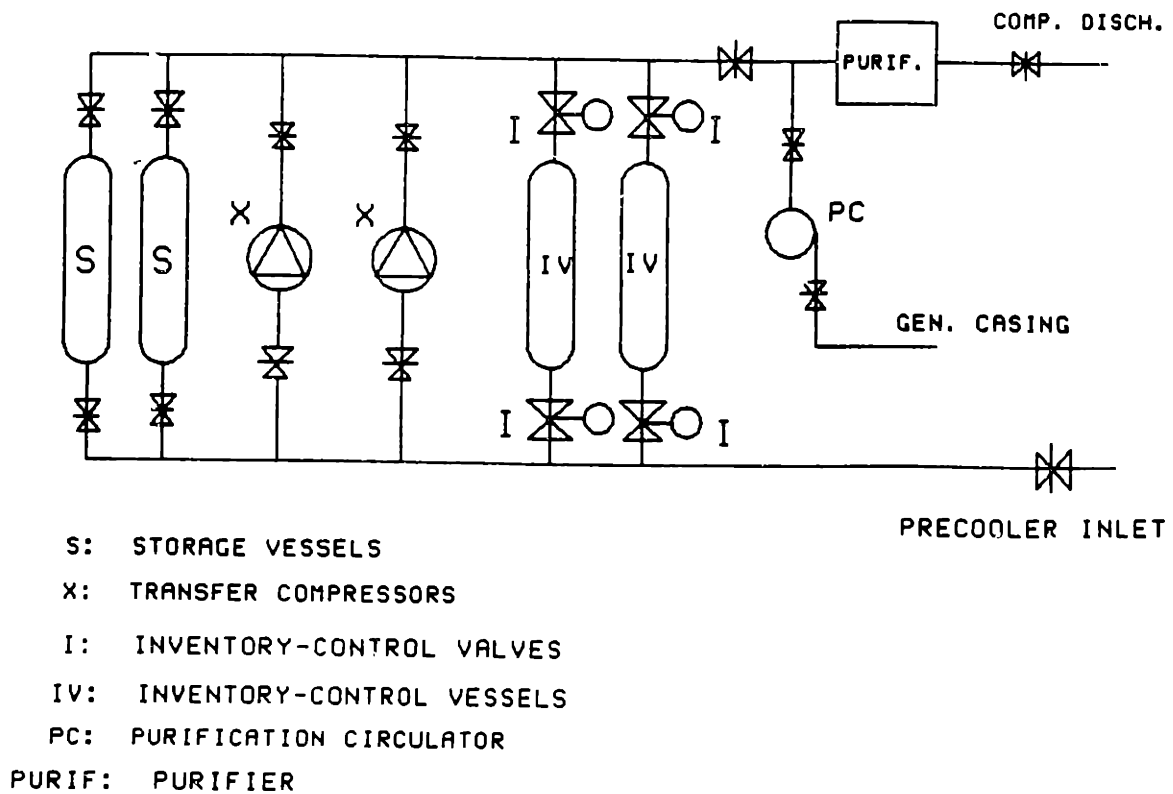 COMP. DISCH.
PURIF.
I
I
X
X
PC
S
S
IV
IV
GEN. CASING
I
I
PRECOOLER INLET
S: STORAGE VESSELS
X: TRANSFER COMPRESSORS
I: INVENTORY-CONTROL VALVES
IV: INVENTORY-CONTROL VESSELS
PC: PURIFICATION CIRCULATOR
PURIF: PURIFIER